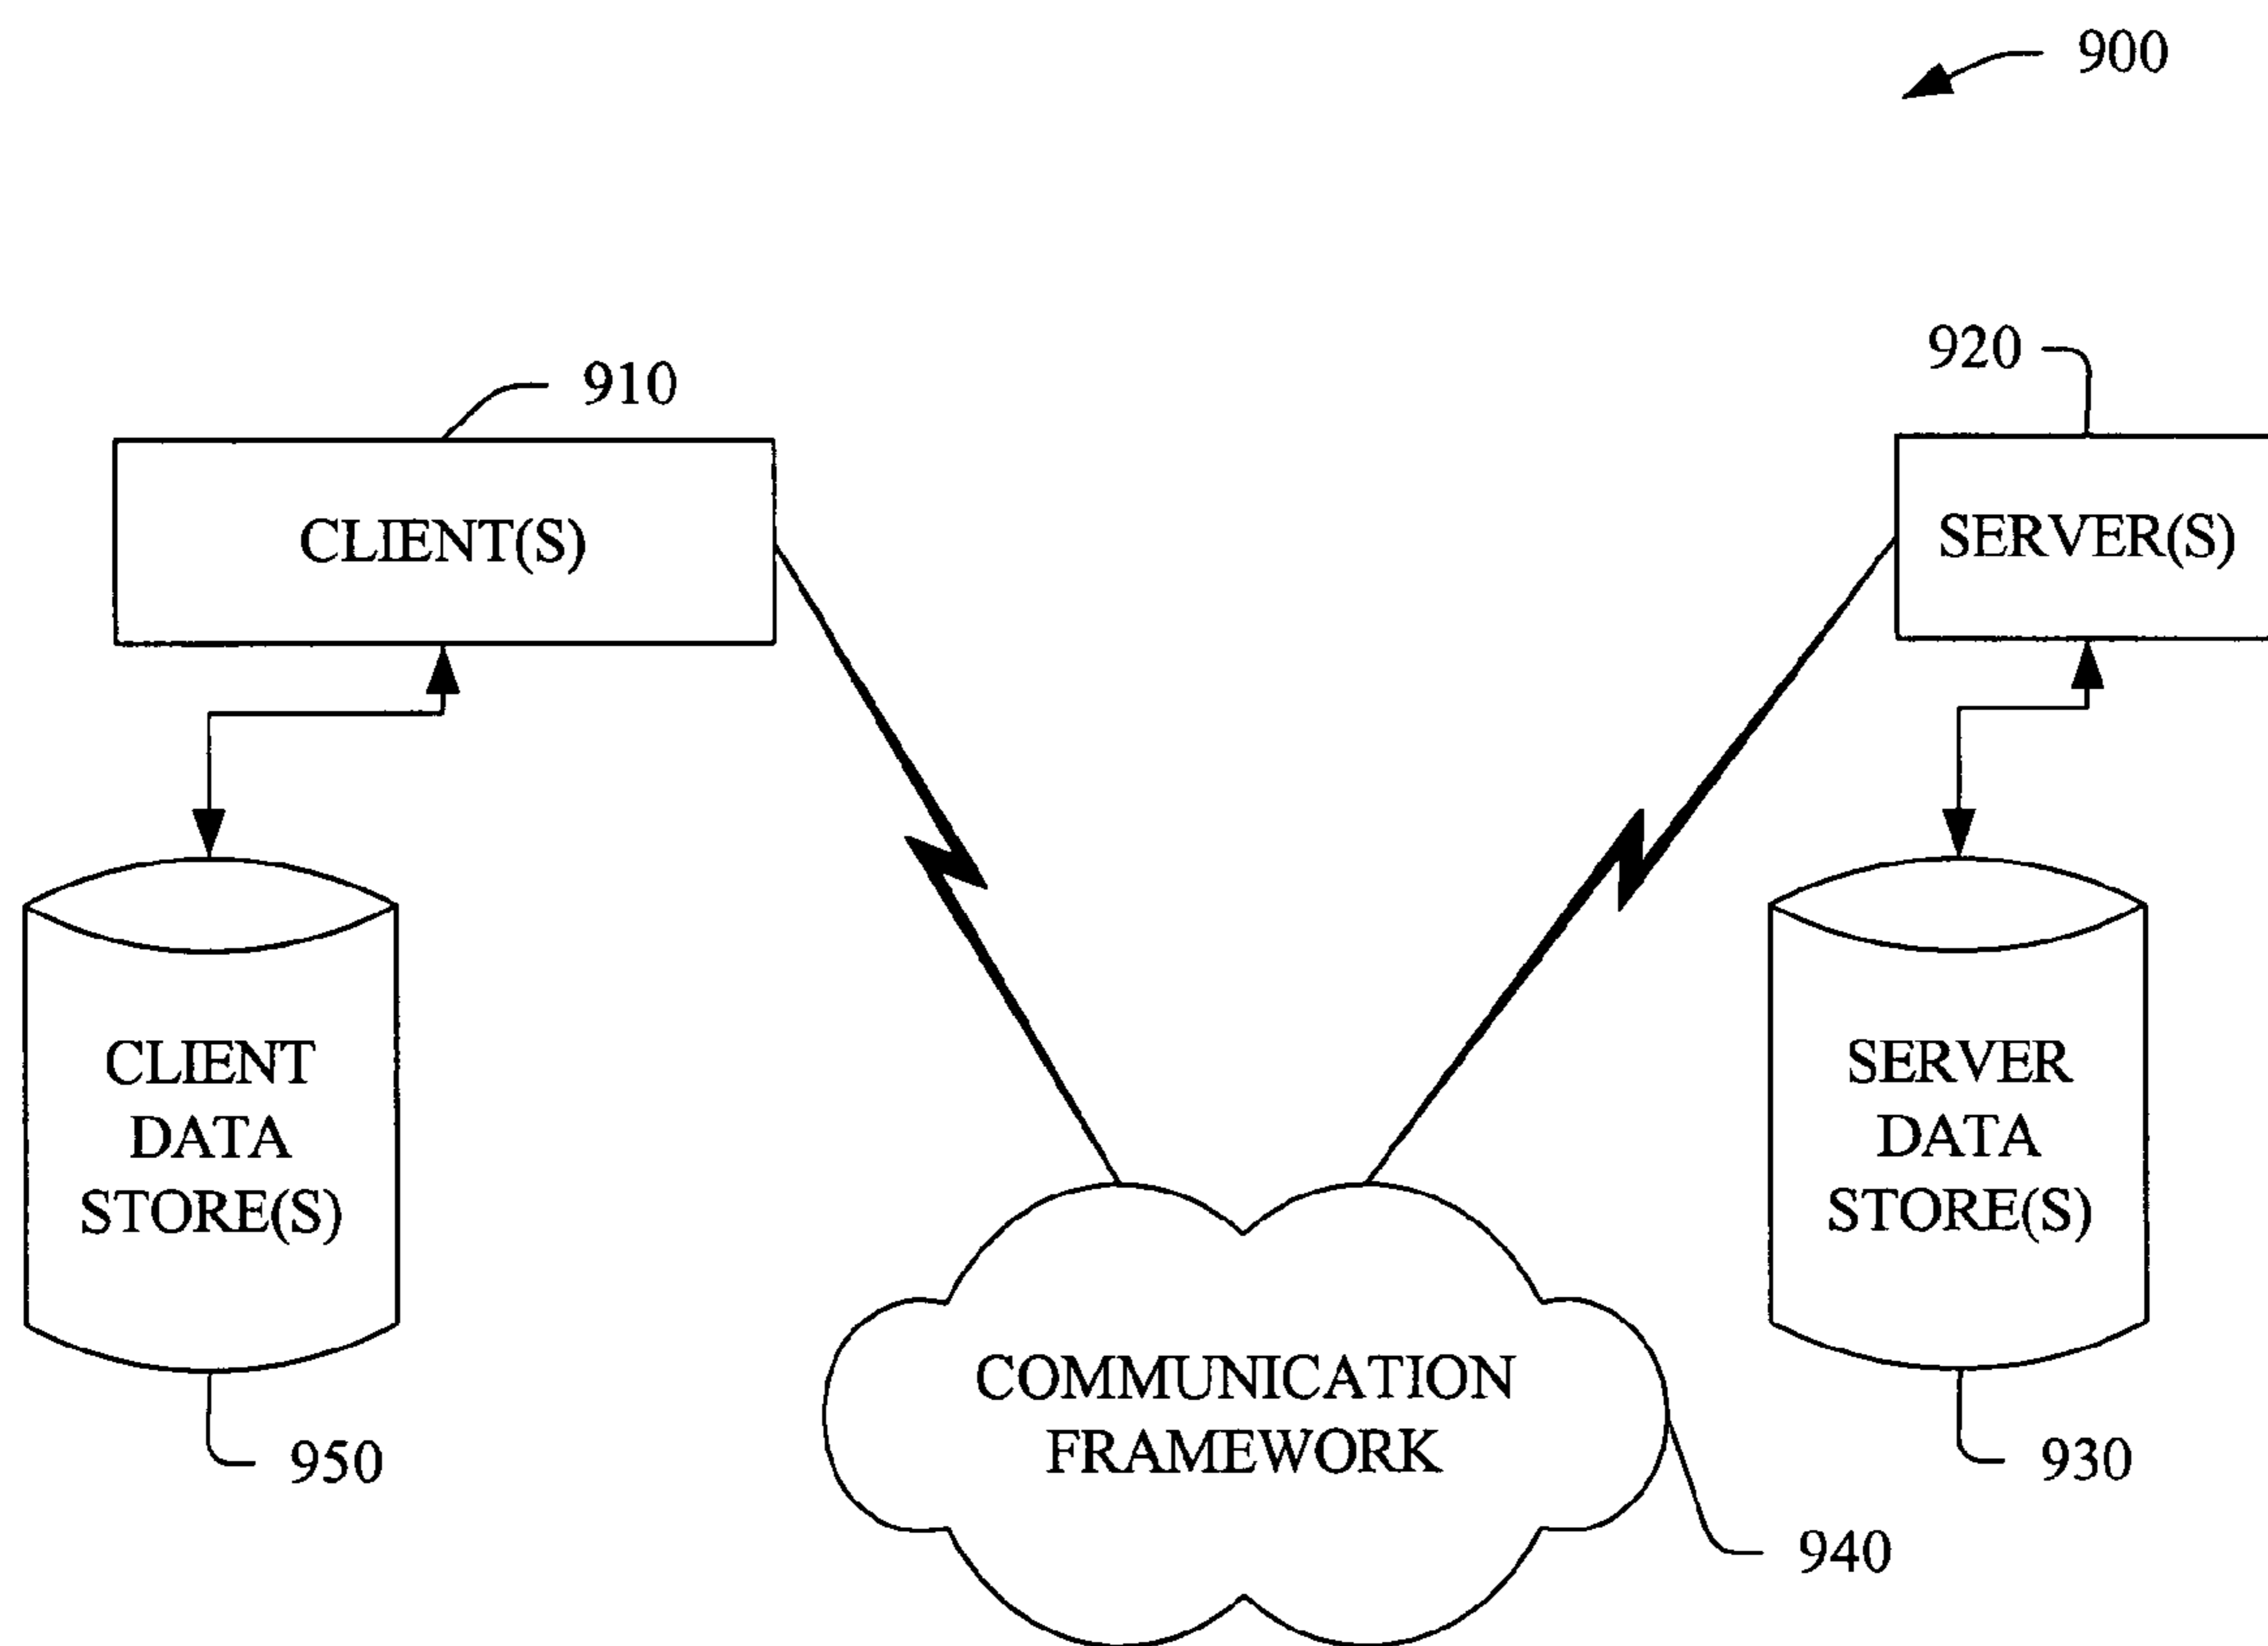 900
910
920
CLIENT(S)
SERVER(S)
CLIENT
DATA
STORE(S)
SERVER
DATA
STORE(S)
COMMUNICATION
FRAMEWORK
950
930
940